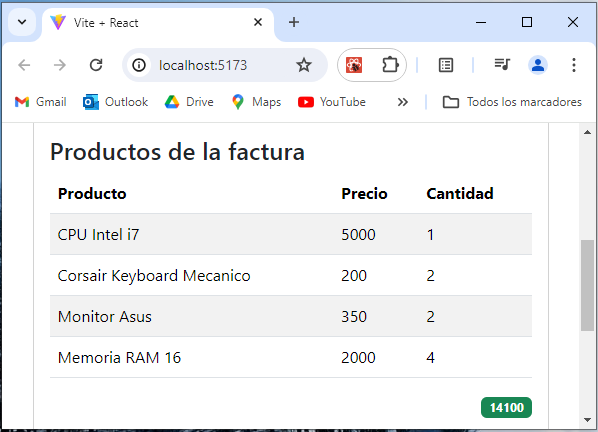 Vite + React
localhost:5173
Gmail Outlook Drive Maps YouTube Todos los marcadores
Productos de la factura
Producto Precio Cantidad
CPU Intel i7 5000 1
Corsair Keyboard Mecanico 200 2
Monitor Asus 350 2
Memoria RAM 16 2000 4
14100